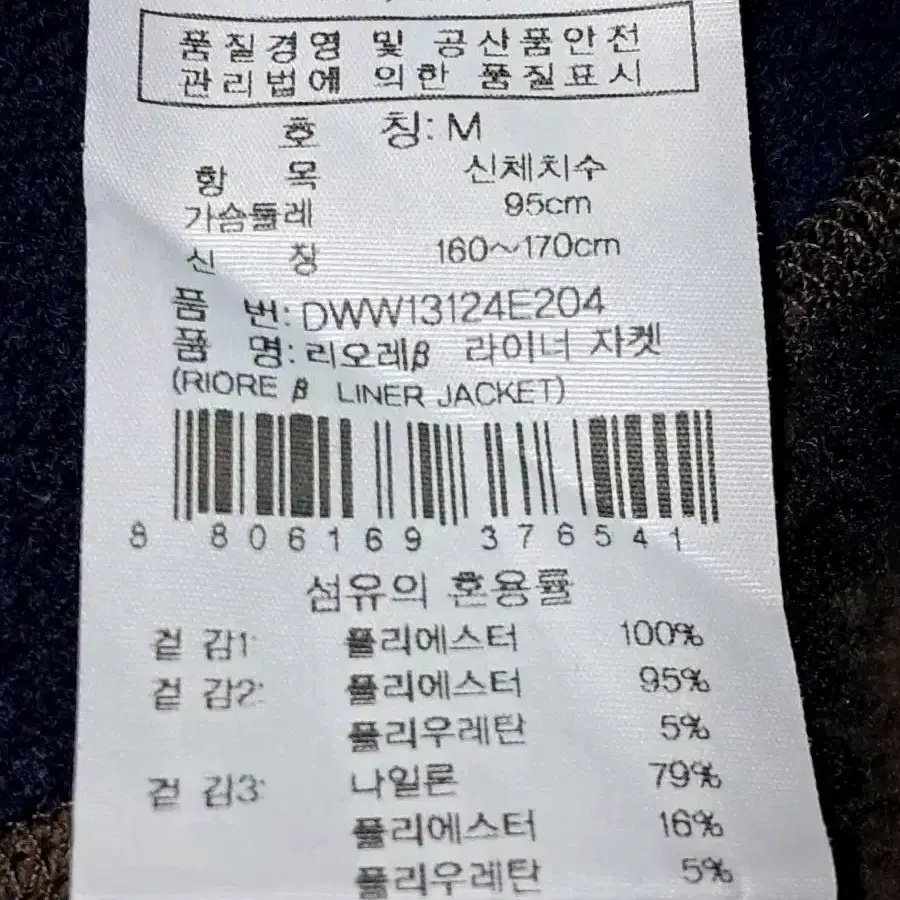 품질경영 및 공산품안전
관리법에 의한 품질표시
호 칭: M
항 목 신체치수
가슴둘레 95cm
신 장 160~170cm
품 번: DWW13124E204
품 명: 리오레β 라이너 자켓
(RIORE β LINER JACKET)
8 806169 376541
섬유의 혼용률
겉 감1: 폴리에스터 100%
겉 감2: 폴리에스터 95%
폴리우레탄 5%
겉 감3: 나일론 79%
폴리에스터 16%
폴리우레탄 5%